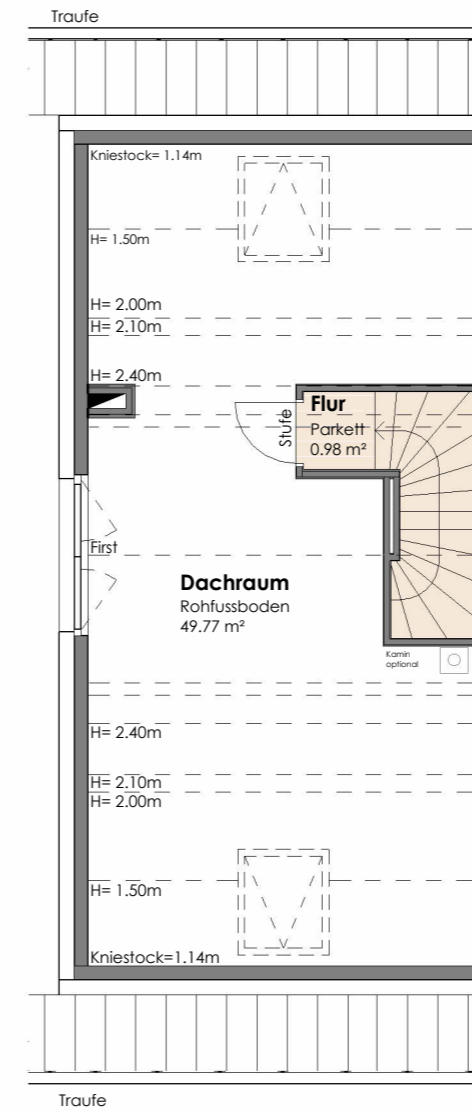 Traufe
Kniestock= 1.14m
H= 1.50m
H= 2.00m
H= 2.10m
H= 2.40m
Stufe
Flur
Parkett
0.98 m²
First
Dachraum
Rohfussboden
49.77 m²
Kamin
optional
H= 2.40m
H= 2.10m
H= 2.00m
H= 1.50m
Kniestock=1.14m
Traufe